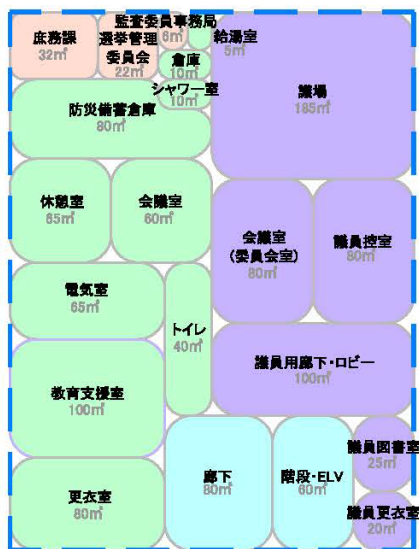 庶務課
32㎡
選挙管理
委員会
22㎡
監査委員事務局
6㎡
給湯室
5㎡
倉庫
10㎡
シャワー室
10㎡
防災備蓄倉庫
80㎡
議場
185㎡
休憩室
65㎡
会議室
60㎡
会議室
(委員会室)
80㎡
議員控室
80㎡
電気室
65㎡
トイレ
40㎡
議員用廊下・ロビー
100㎡
教育支援室
100㎡
更衣室
80㎡
廊下
80㎡
階段・ELV
60㎡
議員図書室
25㎡
議員更衣室
20㎡